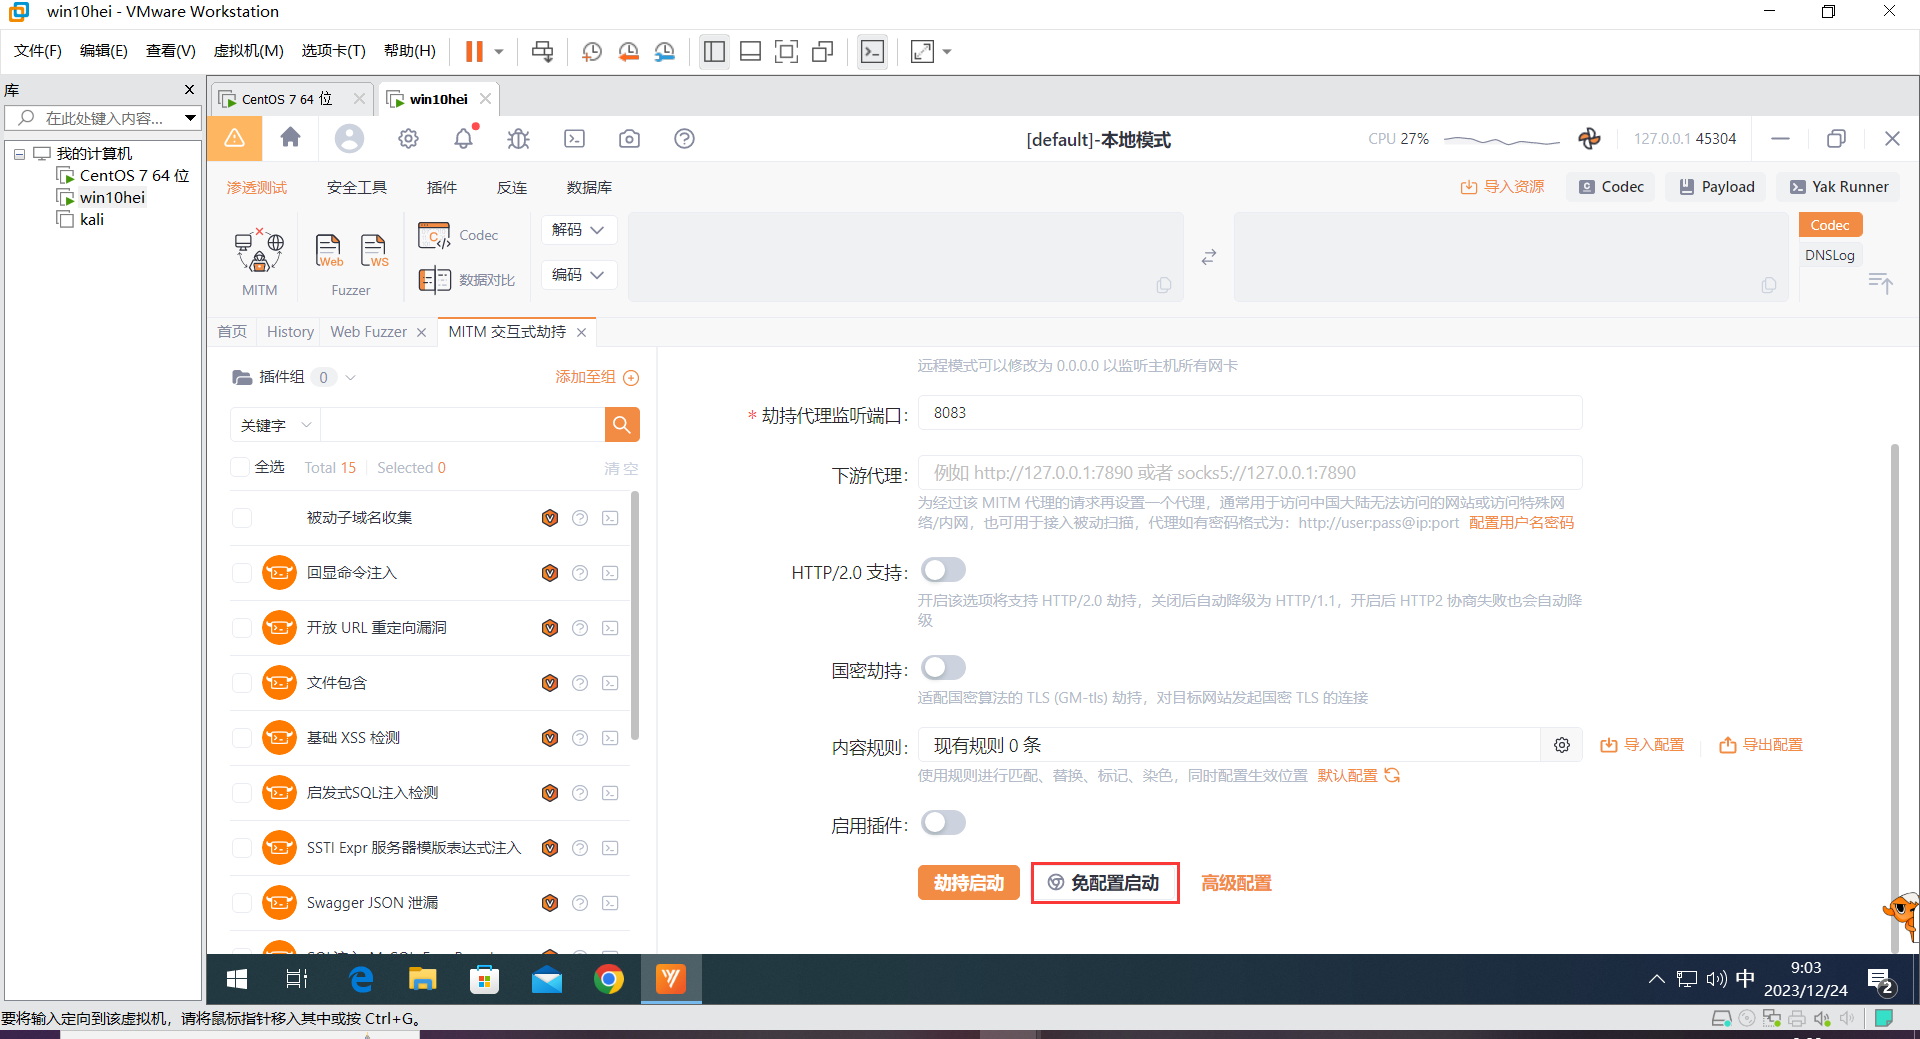 win10hei - VMware Workstation
文件(F) 编辑(E) 查看(V) 虚拟机(M) 选项卡(T) 帮助(H)
库
在此处键入内容...
我的计算机
CentOS 7 64 位
win10hei
kali
CentOS 7 64 位
win10hei
[default]-本地模式
CPU 27%
127.0.0.1 45304
渗透测试 安全工具 插件 反连 数据库
导入资源 Codec Payload Yak Runner
MITM
Web
WS
Fuzzer
C
Codec
数据对比
解码
编码
Codec
DNSLog
首页 History Web Fuzzer MITM 交互式劫持
插件组 0
添加至组
关键字
全选 Total 15 Selected 0
清 空
被动子域名收集
回显命令注入
开放 URL 重定向漏洞
文件包含
基础 XSS 检测
启发式SQL注入检测
SSTI Expr 服务器模版表达式注入
Swagger JSON 泄漏
远程模式可以修改为 0.0.0.0 以监听主机所有网卡
* 劫持代理监听端口: 8083
下游代理: 例如 http://127.0.0.1:7890 或者 socks5://127.0.0.1:7890
为经过该 MITM 代理的请求再设置一个代理，通常用于访问中国大陆无法访问的网站或访问特殊网
络/内网，也可用于接入被动扫描，代理如有密码格式为：http://user:pass@ip:port 配置用户名密码
HTTP/2.0 支持:
开启该选项将支持 HTTP/2.0 劫持，关闭后自动降级为 HTTP/1.1，开启后 HTTP2 协商失败也会自动降
级
国密劫持:
适配国密算法的 TLS (GM-tls) 劫持，对目标网站发起国密 TLS 的连接
内容规则: 现有规则 0 条
导入配置 导出配置
使用规则进行匹配、替换、标记、染色，同时配置生效位置 默认配置
启用插件:
劫持启动 免配置启动 高级配置
中
9:03
2023/12/24
2
要将输入定向到该虚拟机，请将鼠标指针移入其中或按 Ctrl+G。